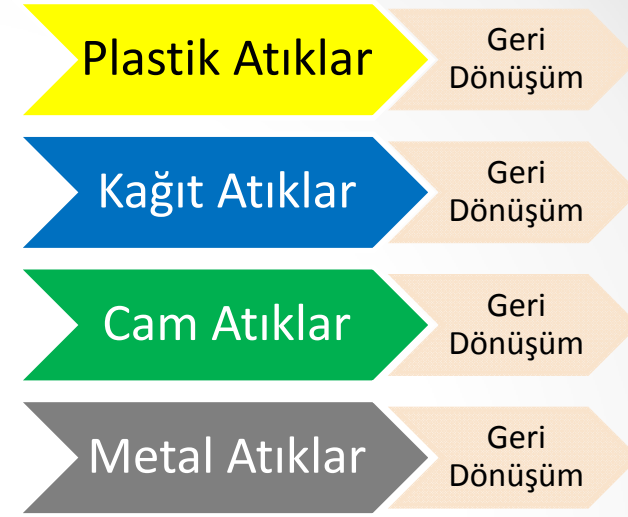 Plastik Atıklar
Geri
Dönüşüm
Kağıt Atıklar
Geri
Dönüşüm
Cam Atıklar
Geri
Dönüşüm
Metal Atıklar
Geri
Dönüşüm